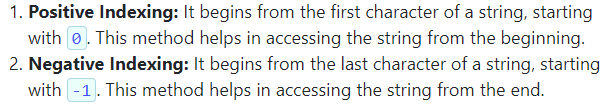 1. Positive Indexing: It begins from the first character of a string, starting
with 0. This method helps in accessing the string from the beginning.
2. Negative Indexing: It begins from the last character of a string, starting
with -1. This method helps in accessing the string from the end.